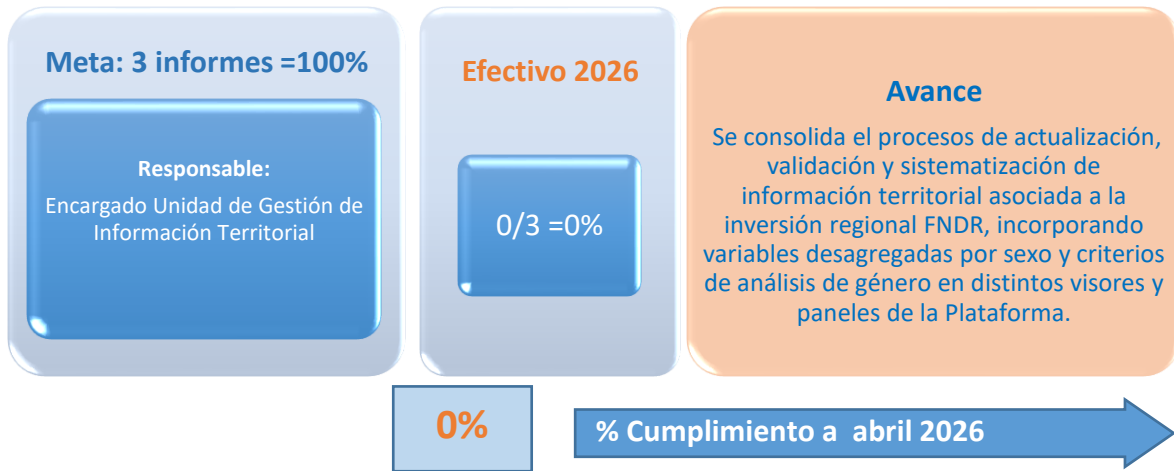 Meta: 3 informes =100%
Responsable:
Encargado Unidad de Gestión de
Información Territorial
Efectivo 2026
0/3 =0%
Avance
Se consolida el procesos de actualización,
validación y sistematización de
información territorial asociada a la
inversión regional FNDR, incorporando
variables desagregadas por sexo y criterios
de análisis de género en distintos visores y
paneles de la Plataforma.
0%
% Cumplimiento a abril 2026